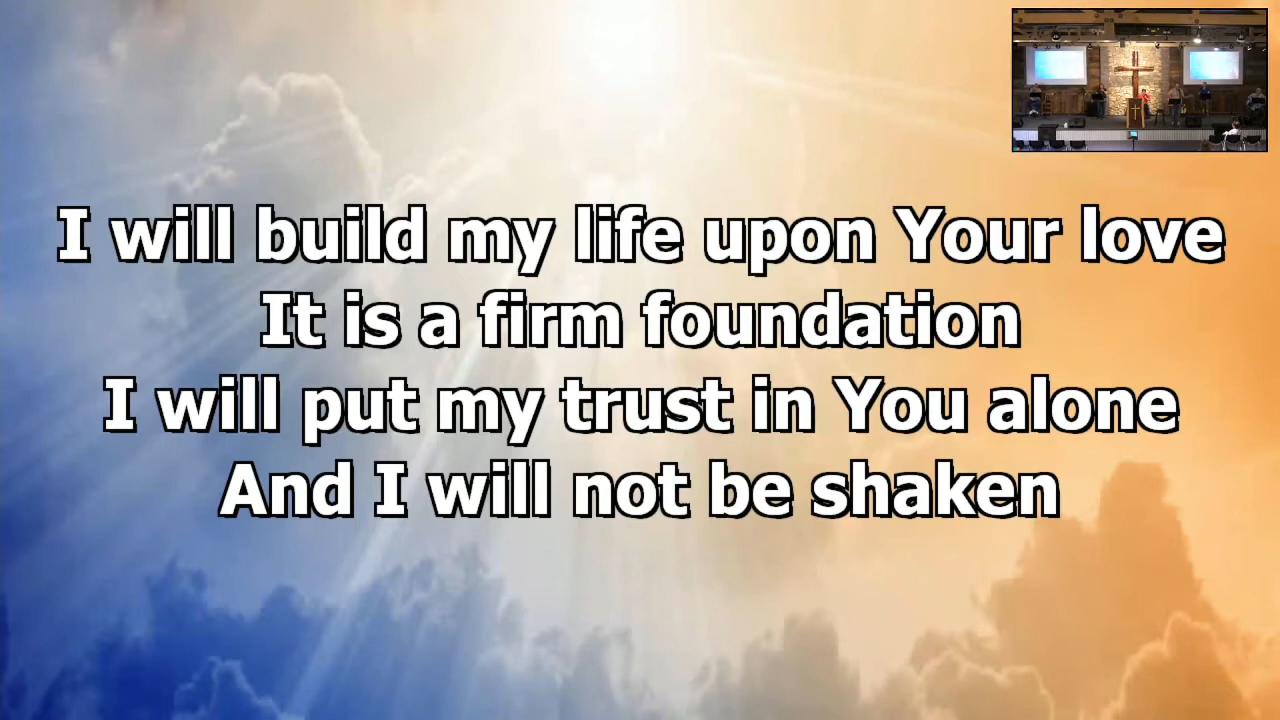 I will build my life upon Your love
It is a firm foundation
I will put my trust in You alone
And I will not be shaken